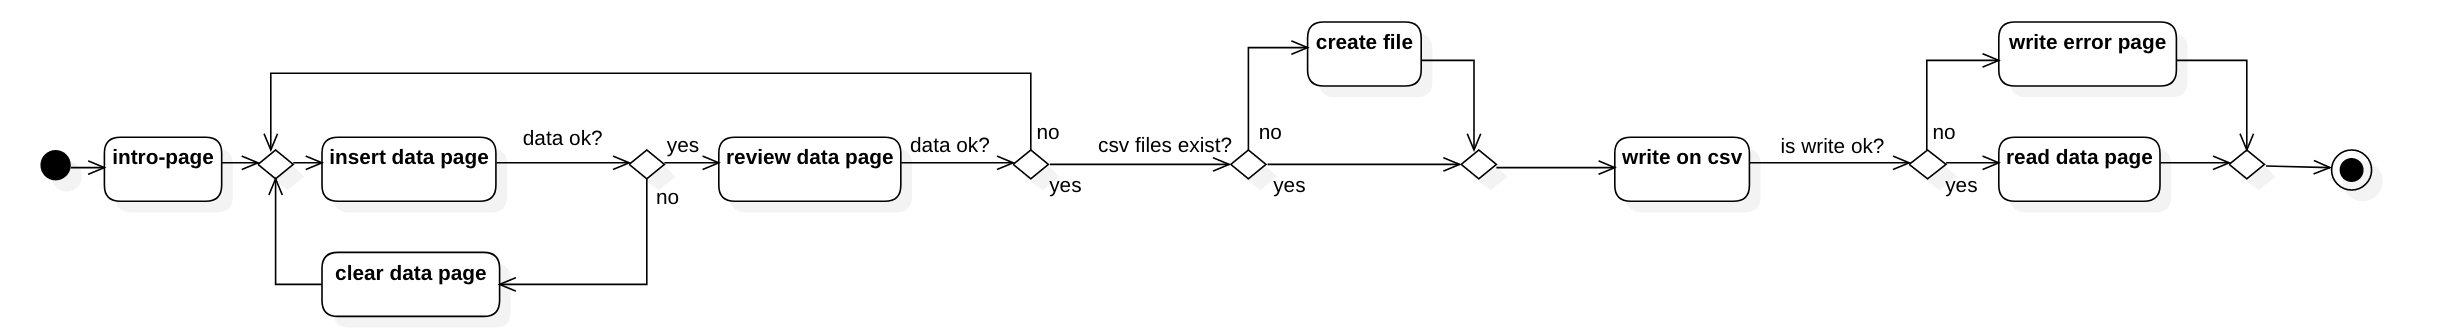 intro-page
insert data page
data ok?
yes
no
clear data page
review data page
data ok?
no
yes
csv files exist?
no
yes
create file
write on csv
is write ok?
no
yes
write error page
read data page